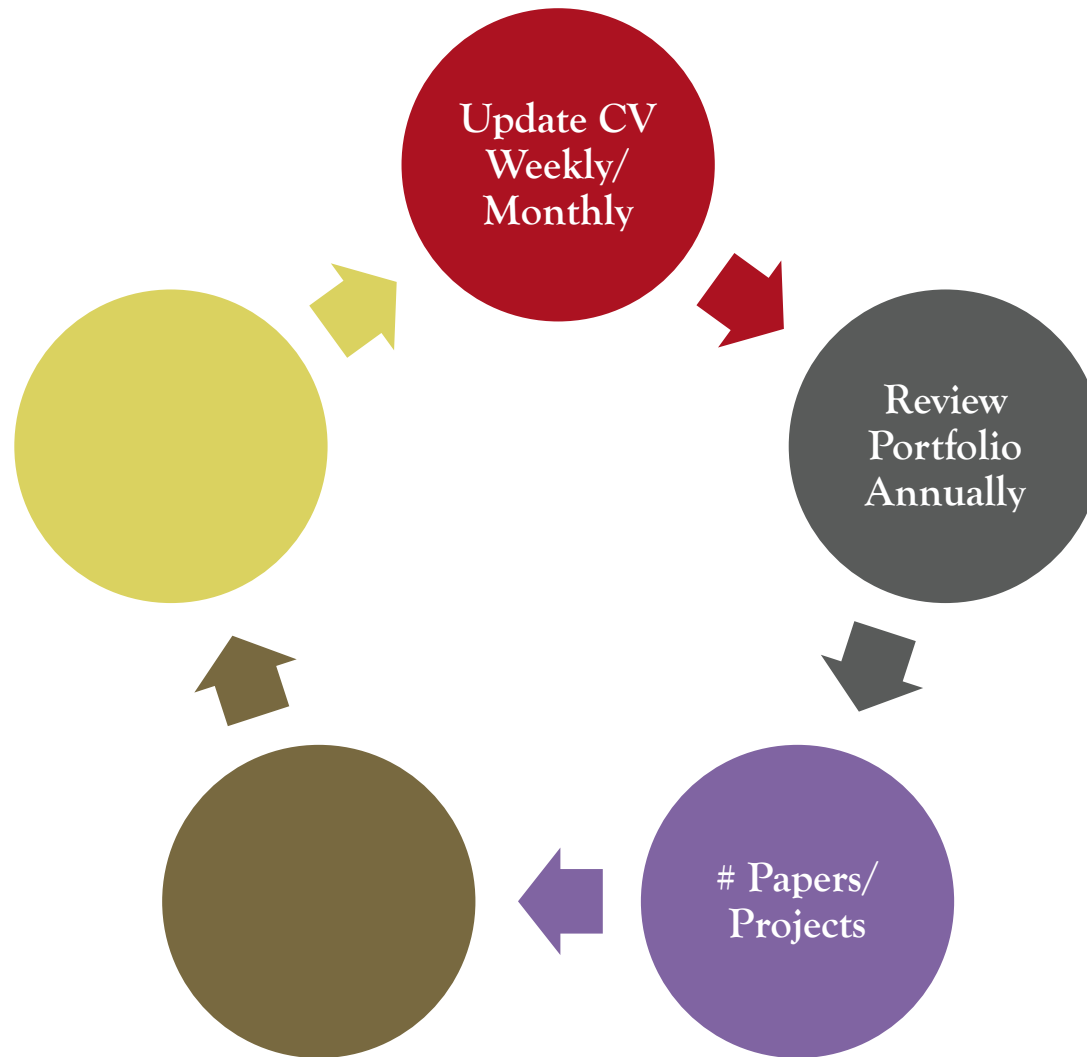 Update CV
Weekly/
Monthly
Review
Portfolio
Annually
# Papers/
Projects